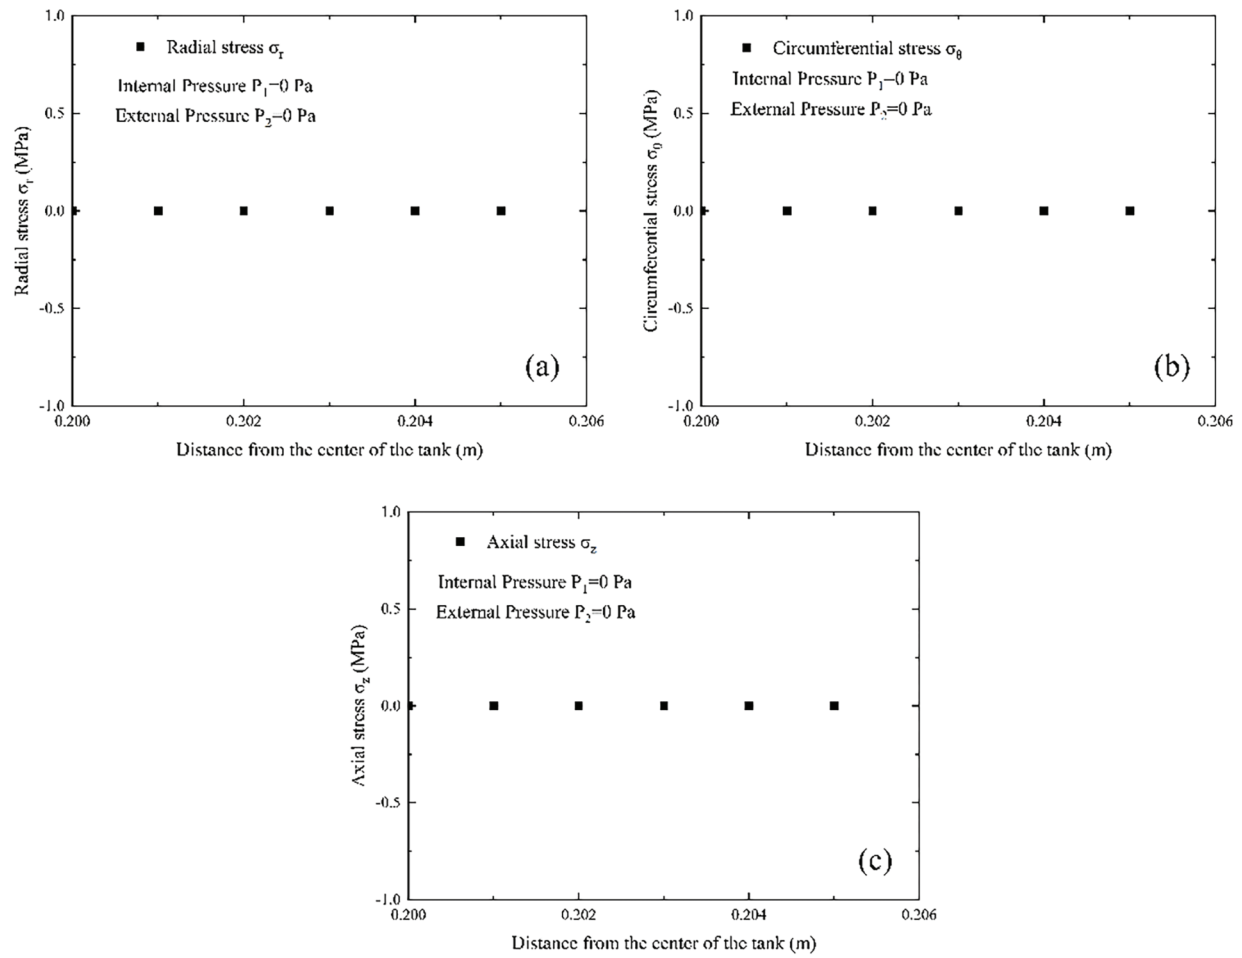 1.0
Radial stress σr
Internal Pressure P1=0 Pa
External Pressure P2=0 Pa
0.5
0.0
-0.5
-1.0
Radial stress σr (MPa)
(a)
0.200
0.202
0.204
0.206
Distance from the center of the tank (m)
1.0
Circumferential stress σθ
Internal Pressure P1=0 Pa
External Pressure P2=0 Pa
0.5
0.0
-0.5
-1.0
Circumferential stress σθ (MPa)
(b)
0.200
0.202
0.204
0.206
Distance from the center of the tank (m)
1.0
Axial stress σz
Internal Pressure P1=0 Pa
External Pressure P2=0 Pa
0.5
0.0
-0.5
-1.0
Axial stress σz (MPa)
(c)
0.200
0.202
0.204
0.206
Distance from the center of the tank (m)